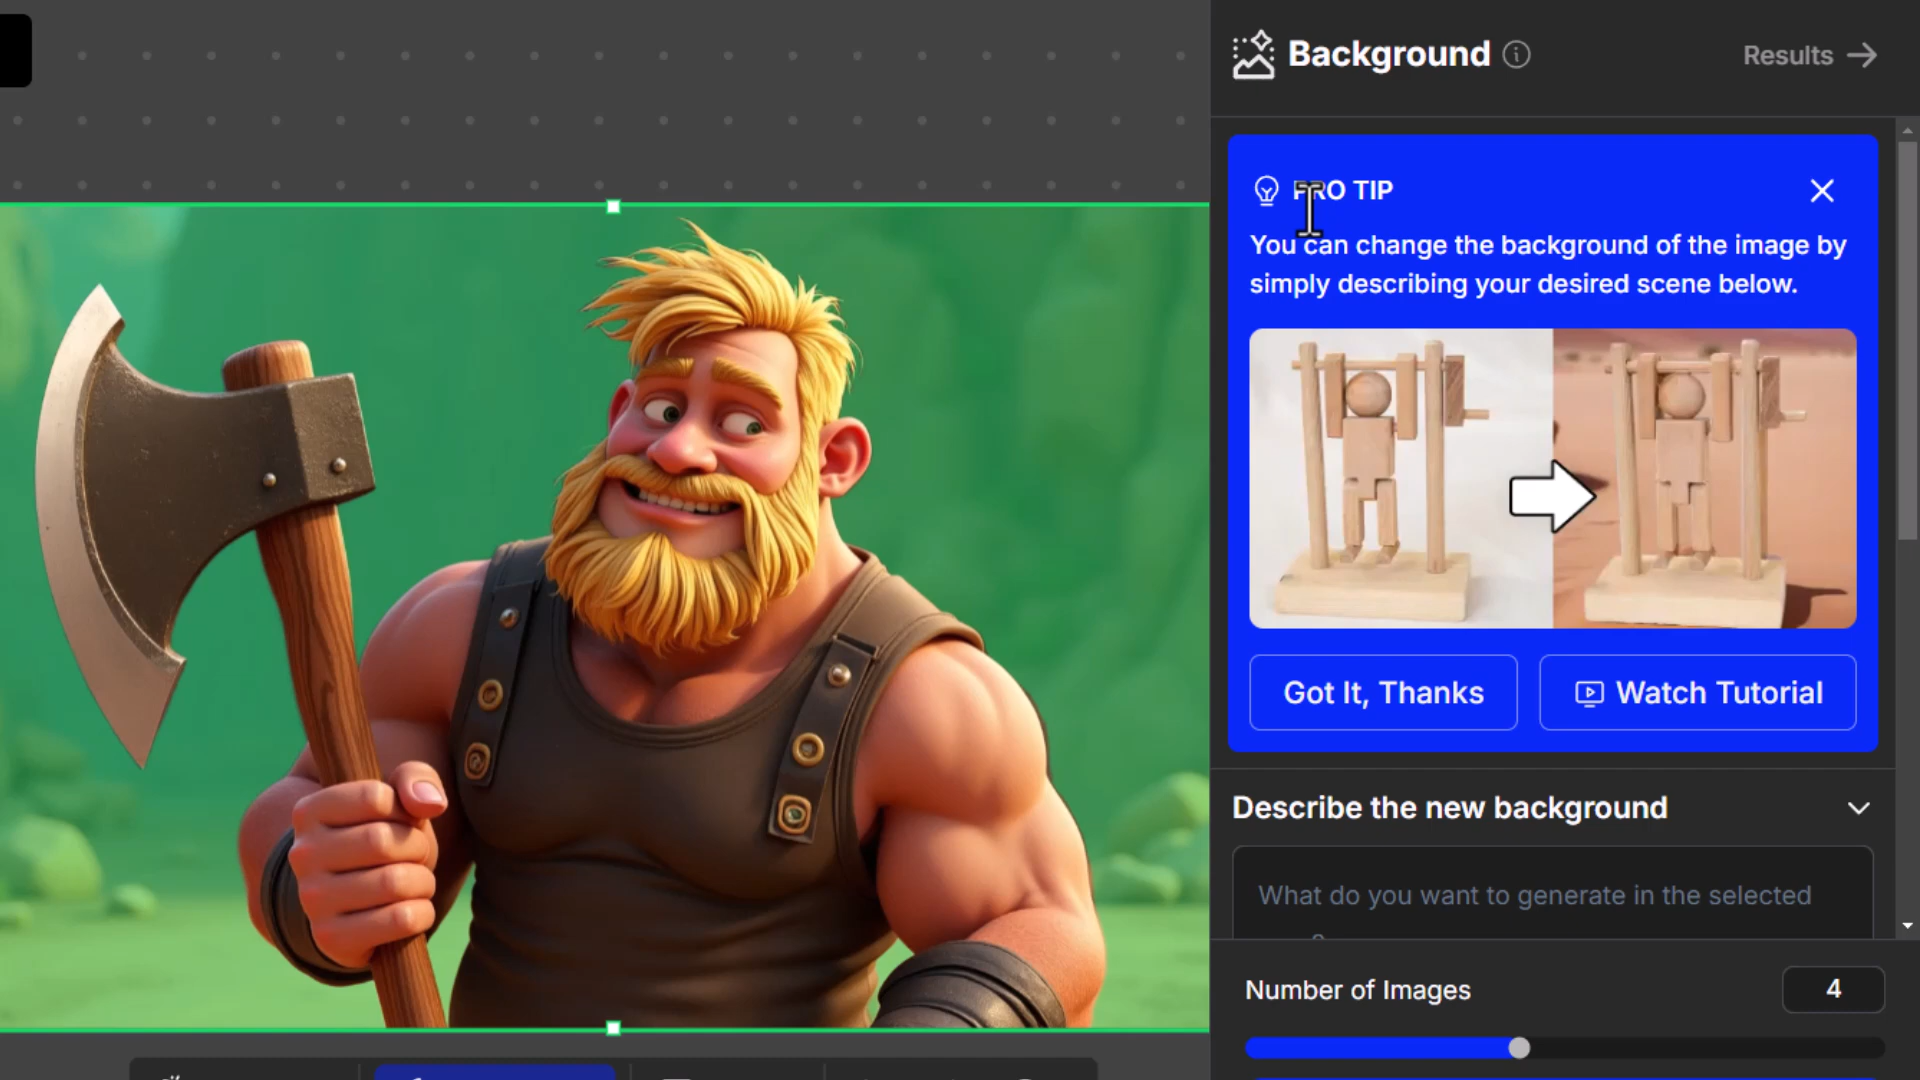 Background
Results
PRO TIP
You can change the background of the image by
simply describing your desired scene below.
Got It, Thanks
Watch Tutorial
Describe the new background
What do you want to generate in the selected
Number of Images
4